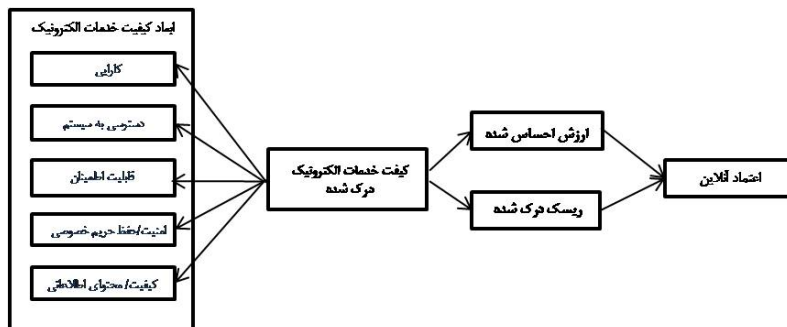 ابعاد کیفیت خدمات الکترونیک
کارایی
دسترسی به سیستم
قابلیت اطمینان
امنیت/حفظ حریم خصوصی
کیفیت/محتوای اطلاعاتی
کیفت خدمات الکترونیک
درک شده
ارزش احساس شده
ریسک درک شده
اعتماد آنلاین